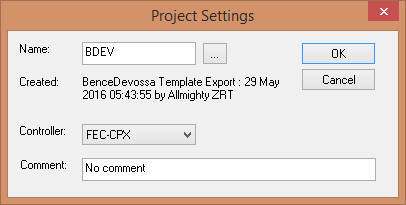 Project Settings
Name: BDEV ... OK
Created: BenceDevossa Template Export : 29 May
2016 05:43:55 by Allmighty ZRT
Cancel
Controller: FEC-CPX
Comment: No comment